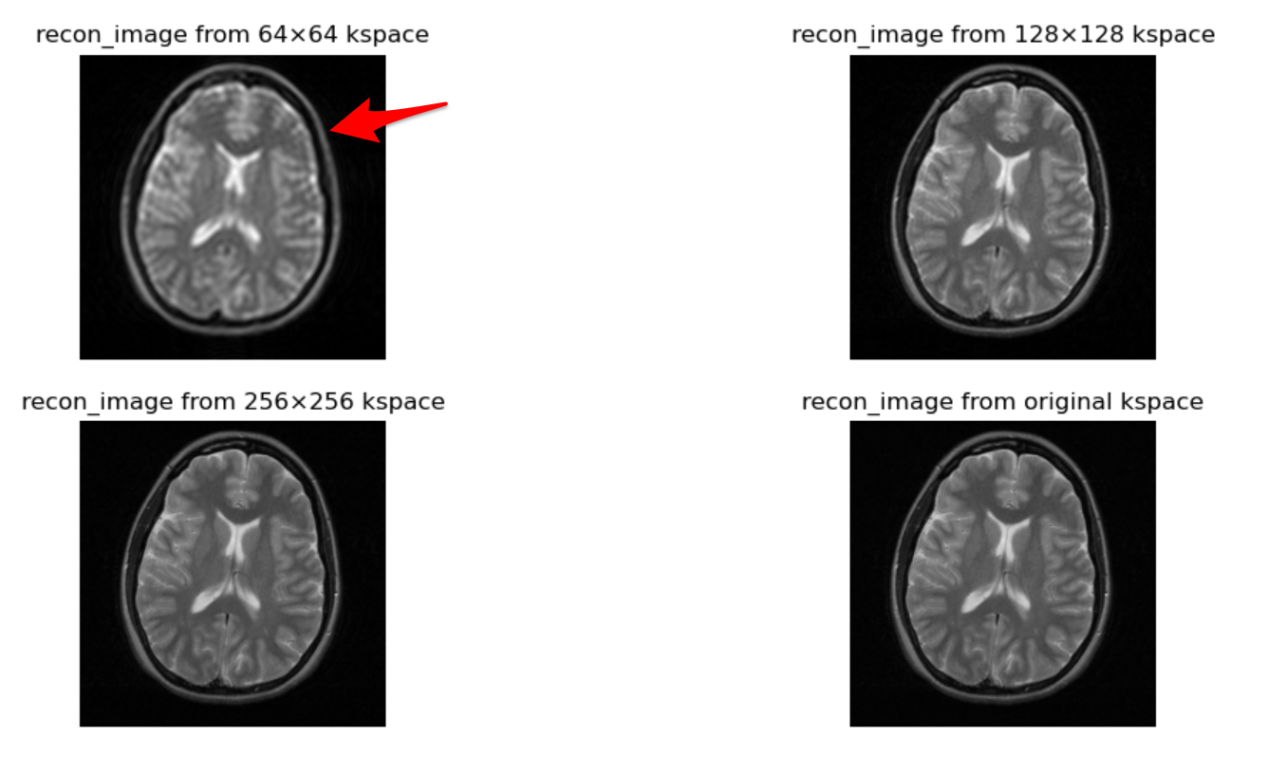 recon_image from 64×64 kspace
recon_image from 128×128 kspace
recon_image from 256×256 kspace
recon_image from original kspace